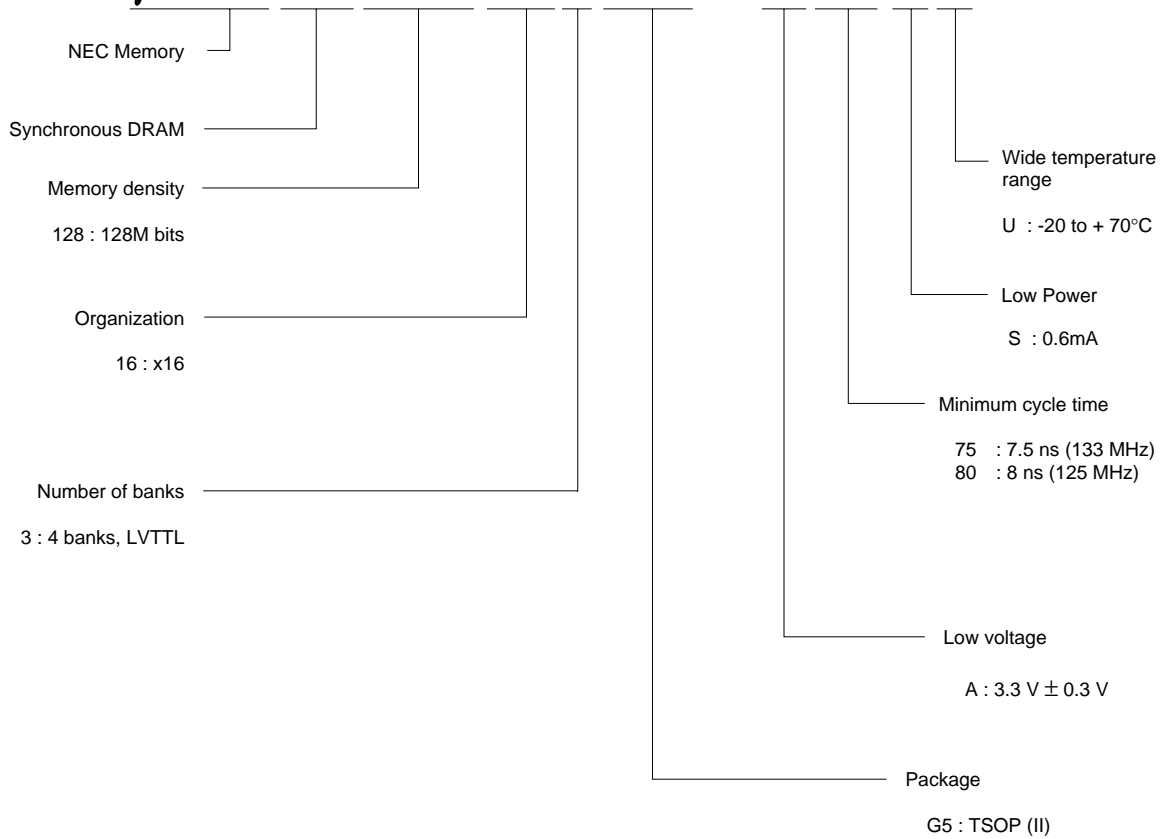 NEC Memory
Synchronous DRAM
Memory density
128 : 128M bits
Organization
16 : x16
Number of banks
3 : 4 banks, LVTTL
Wide temperature
range
U : -20 to + 70°C
Low Power
S : 0.6mA
Minimum cycle time
75 : 7.5 ns (133 MHz)
80 : 8 ns (125 MHz)
Low voltage
A : 3.3 V ± 0.3 V
Package
G5 : TSOP (II)